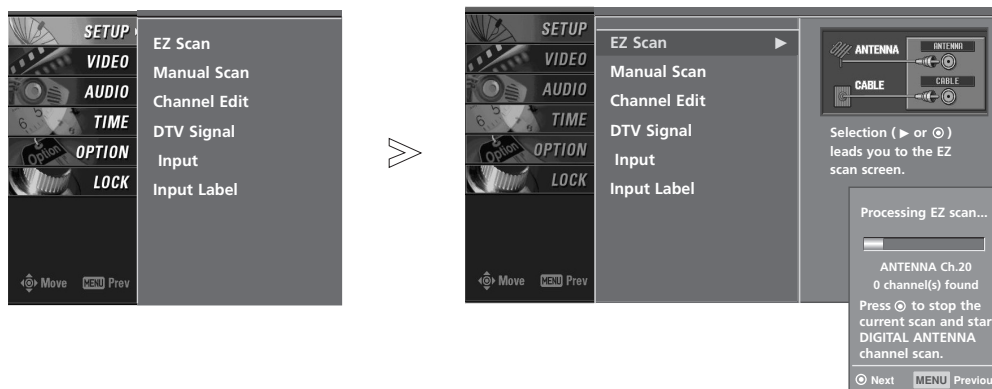 SETUP
VIDEO
AUDIO
TIME
OPTION
LOCK
Option
Move MENU Prev
EZ Scan
Manual Scan
Channel Edit
DTV Signal
Input
Input Label
SETUP
VIDEO
AUDIO
TIME
OPTION
LOCK
Option
Move MENU Prev
EZ Scan
Manual Scan
Channel Edit
DTV Signal
Input
Input Label
ANTENNA
ANTENNA
CABLE
CABLE
Selection ( ▶ or ◉ )
leads you to the EZ
scan screen.
Processing EZ scan...
ANTENNA Ch.20
0 channel(s) found
Press ◉ to stop the
current scan and star
DIGITAL ANTENNA
channel scan.
◉ Next MENU Previou